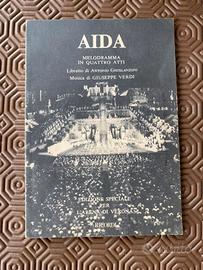 AIDA
MELODRAMMA
IN QUATTRO ATTI
Libretto di ANTONIO GHISLANZONI
Musica di GIUSEPPE VERDI
EDIZIONE SPECIALE
PER
L'ARENA DI VERONA
RICORDI